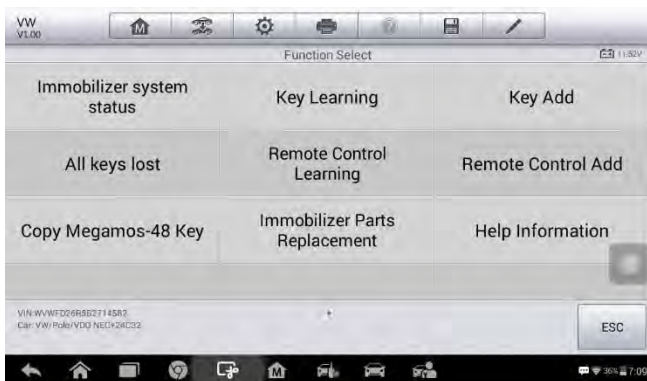 VW
V1.00
Function Select
11.52V
Immobilizer system
status
Key Learning
Key Add
All keys lost
Remote Control
Learning
Remote Control Add
Copy Megamos-48 Key
Immobilizer Parts
Replacement
Help Information
Car: VW/Polo/VDO NEC+24C32
ESC
36%
7:09